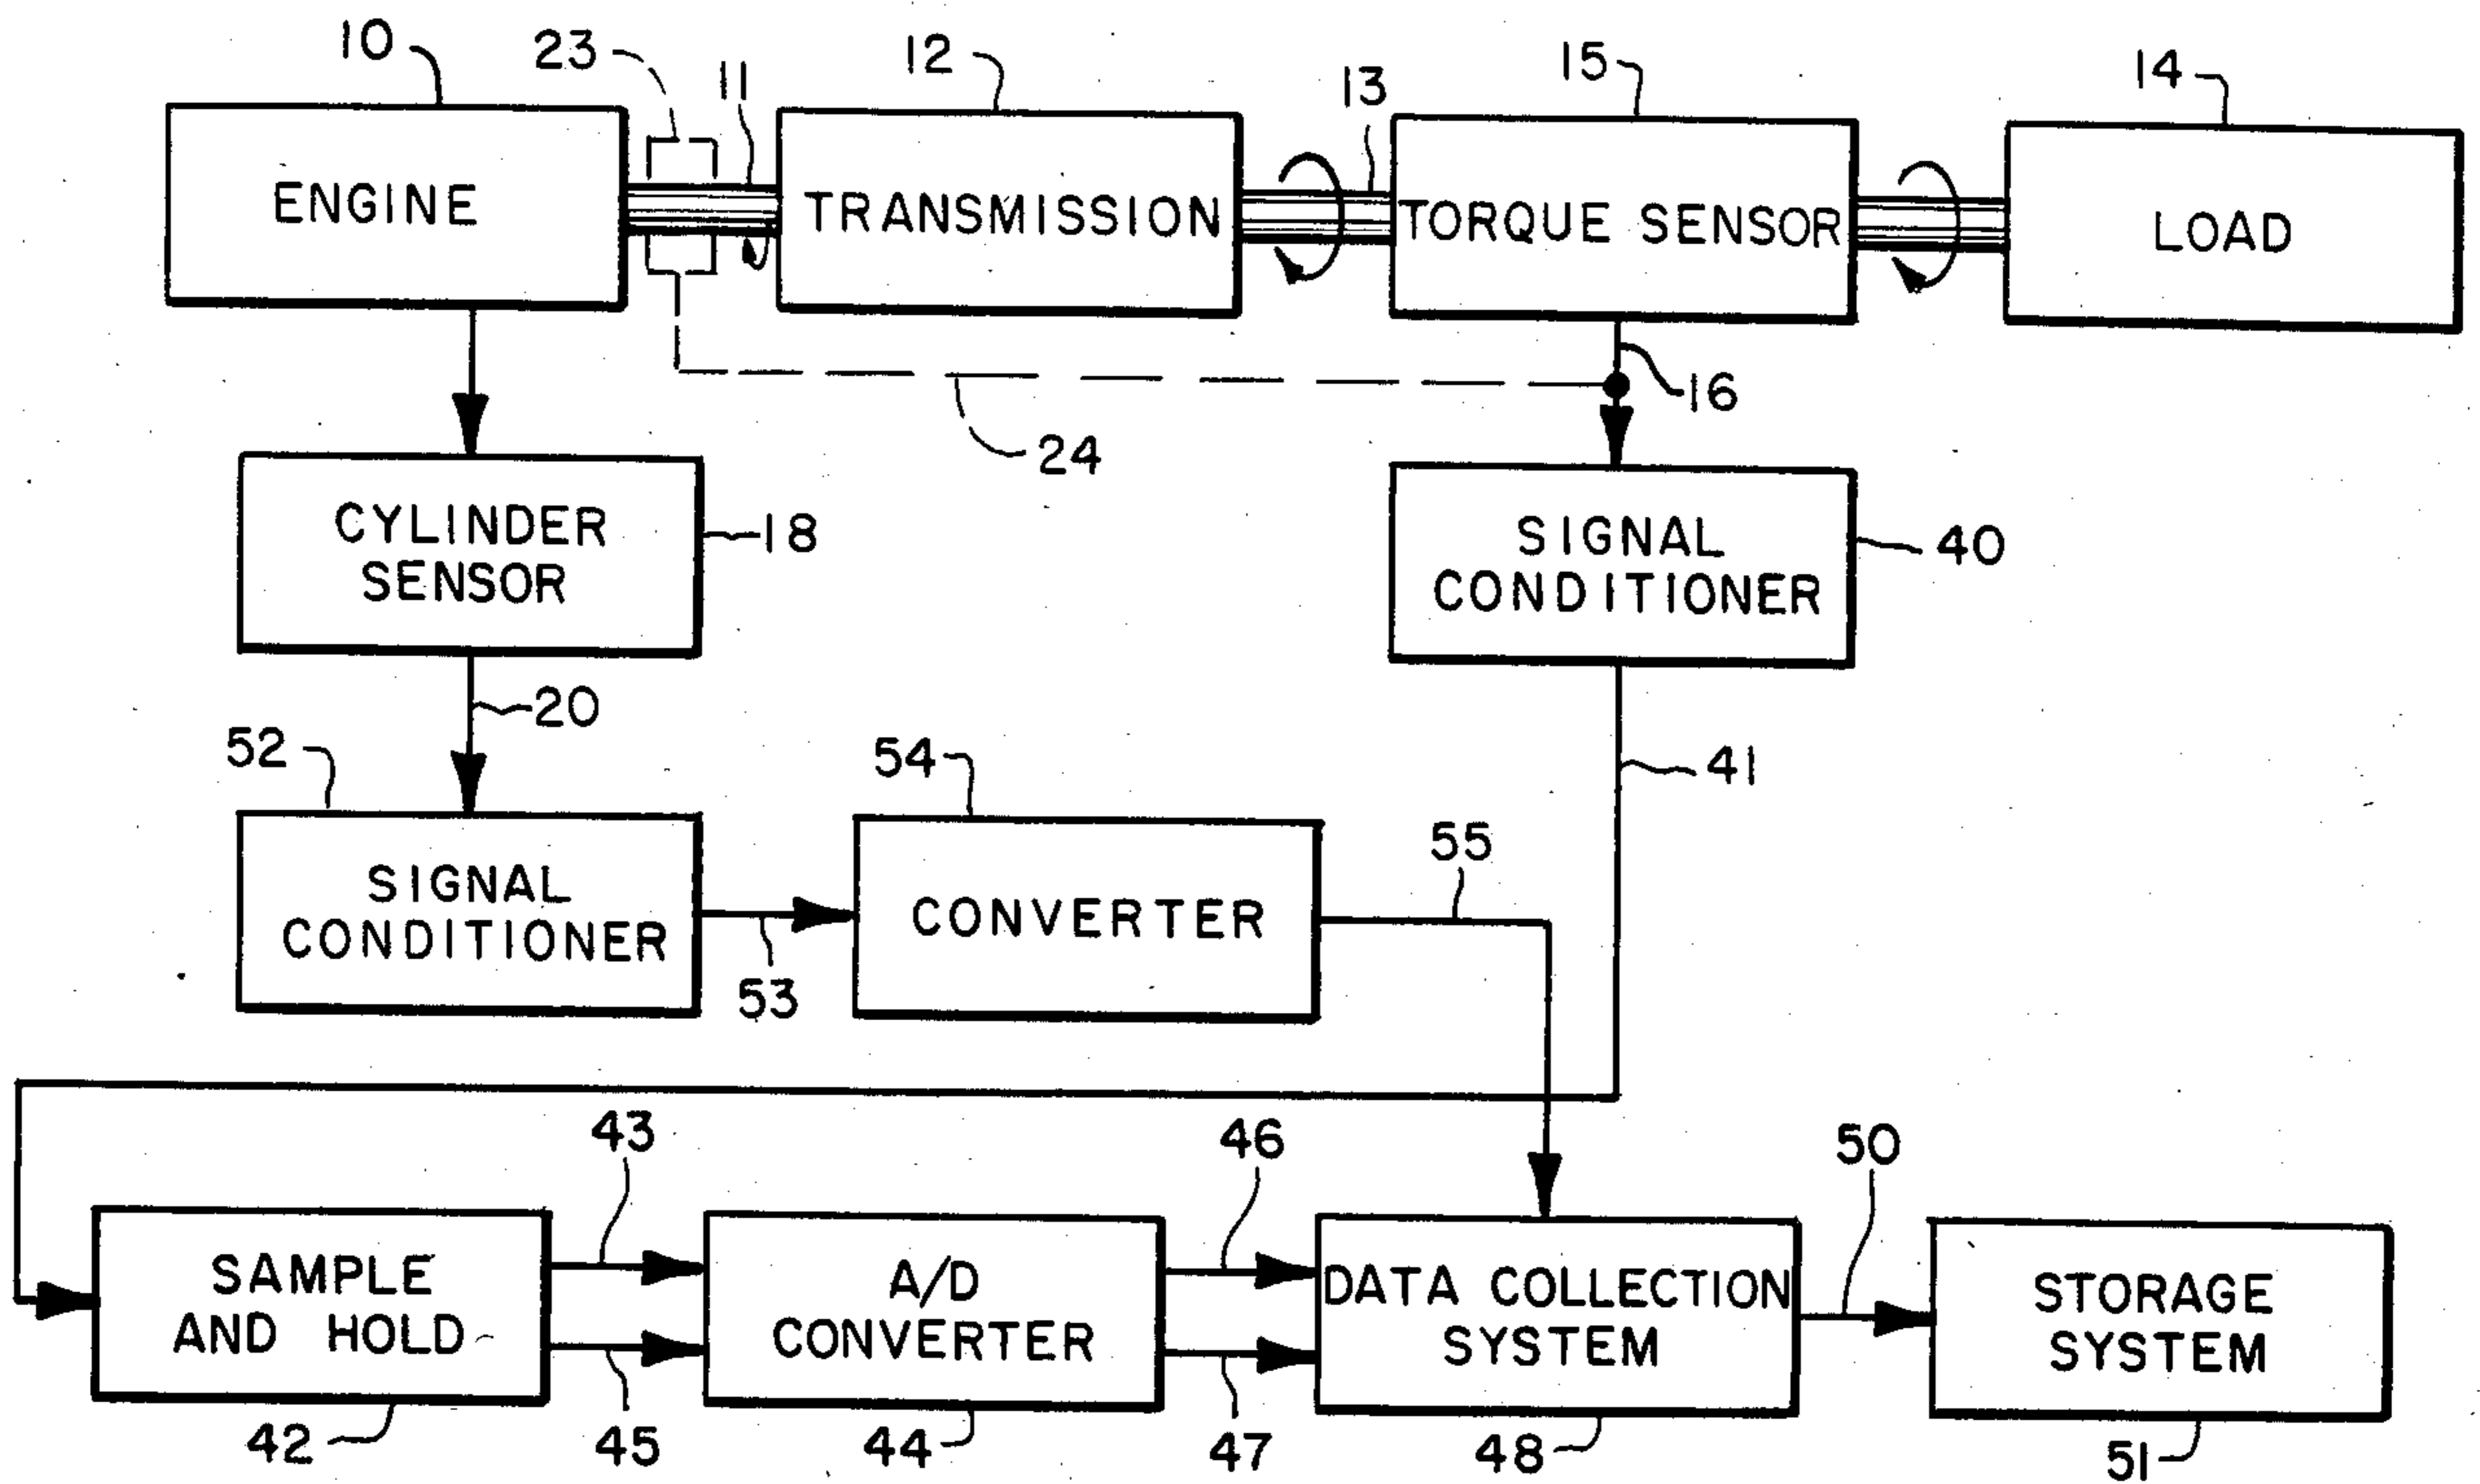 10
23
11
12
13
15
14
ENGINE
TRANSMISSION
TORQUE SENSOR
LOAD
16
24
CYLINDER
SENSOR
18
SIGNAL
CONDITIONER
40
20
52
54
41
55
SIGNAL
CONDITIONER
CONVERTER
53
43
46
50
SAMPLE
AND HOLD
A/D
CONVERTER
DATA COLLECTION
SYSTEM
STORAGE
SYSTEM
42
45
44
47
48
51